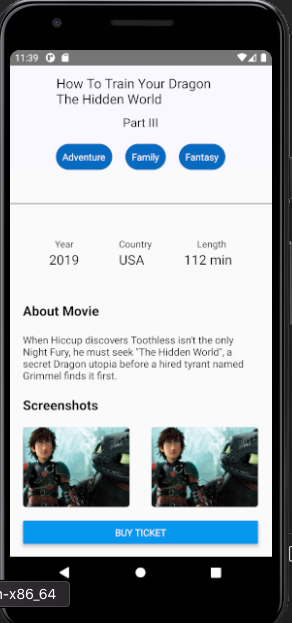 11:39
How To Train Your Dragon
The Hidden World
Part III
Adventure Family Fantasy
Year Country Length
2019 USA 112 min
About Movie
When Hiccup discovers Toothless isn't the only
Night Fury, he must seek "The Hidden World", a
secret Dragon utopia before a hired tyrant named
Grimmel finds it first.
Screenshots
BUY TICKET
-x86_64